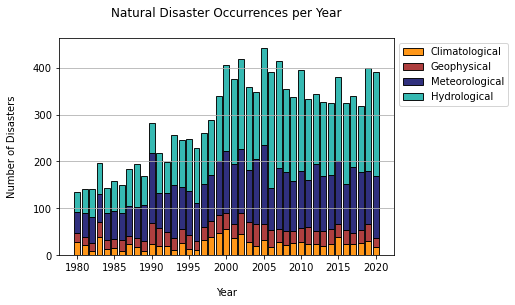 Natural Disaster Occurrences per Year
Number of Disasters
400
300
200
100
0
1980 1985 1990 1995 2000 2005 2010 2015 2020
Year
Climatological
Geophysical
Meteorological
Hydrological